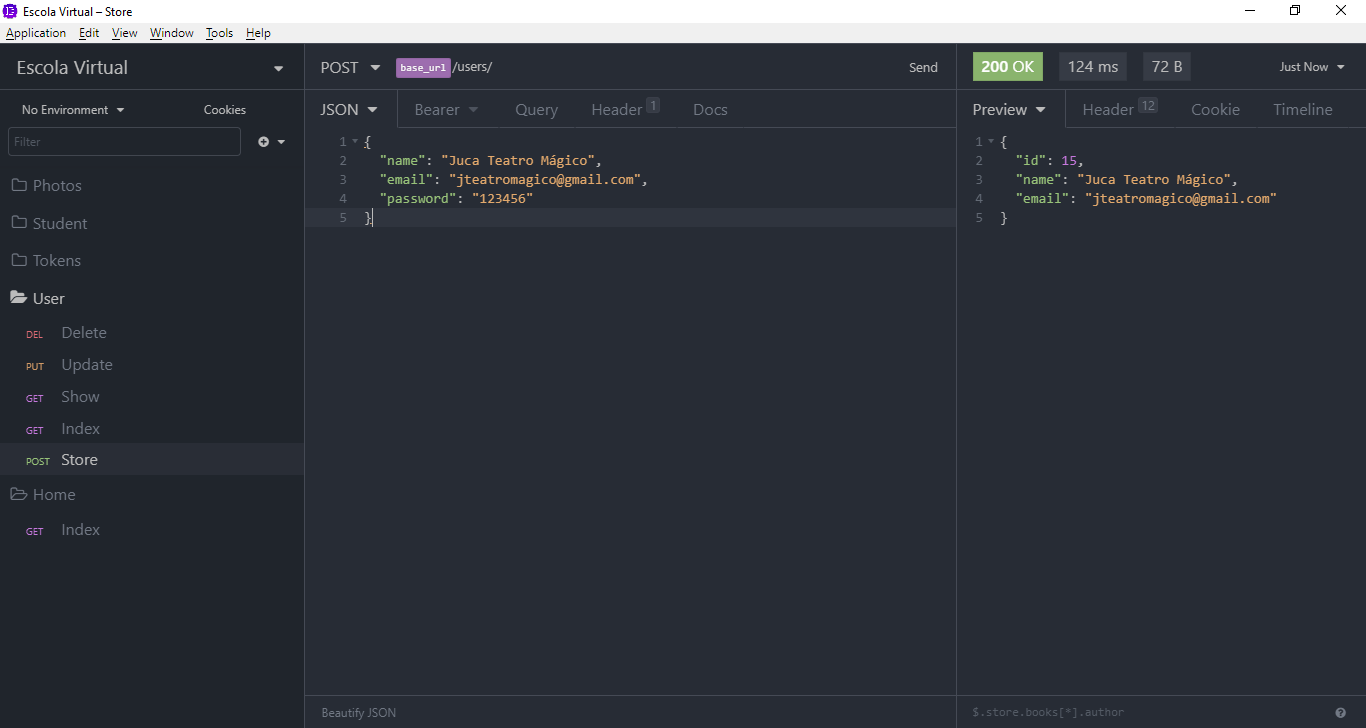 Escola Virtual – Store
Application Edit View Window Tools Help
Escola Virtual
No Environment Cookies
Filter
Photos
Student
Tokens
User
DEL Delete
PUT Update
GET Show
GET Index
POST Store
Home
GET Index
POST base_url /users/ Send
JSON Bearer Query Header 1 Docs
1 {
2 "name": "Juca Teatro Mágico",
3 "email": "jteatromagico@gmail.com",
4 "password": "123456"
5 }
Beautify JSON
200 OK 124 ms 72 B Just Now
Preview Header 12 Cookie Timeline
1 {
2 "id": 15,
3 "name": "Juca Teatro Mágico",
4 "email": "jteatromagico@gmail.com"
5 }
$.store.books[*].author